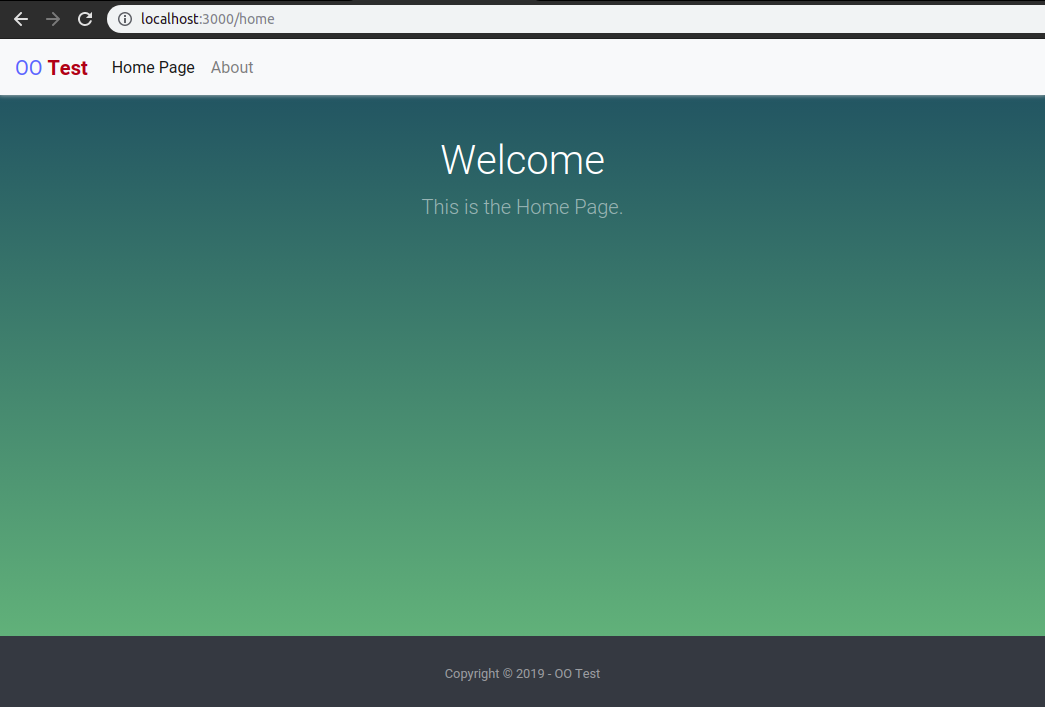 localhost:3000/home
OO Test Home Page About
Welcome
This is the Home Page.
Copyright © 2019 - OO Test